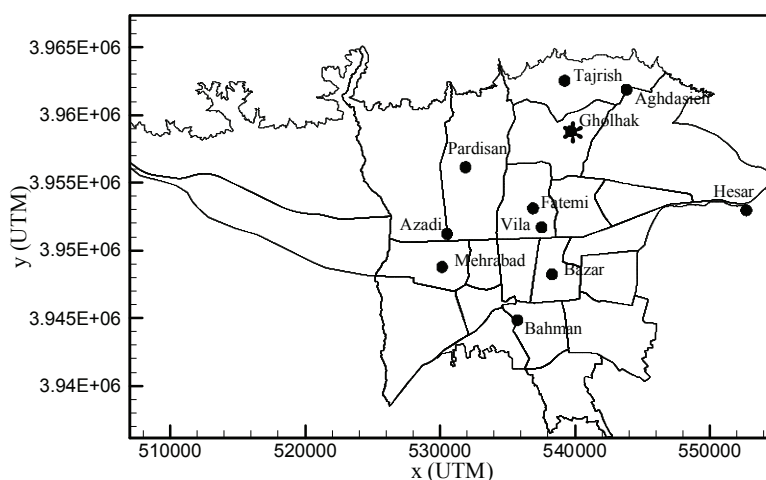 3.965E+06
Tajrish
Aghdasieh
3.96E+06
Gholhak
Pardisan
3.955E+06
Hesar
Fatemi
Azadi
Vila
3.95E+06
Mehrabad
Bazar
3.945E+06
Bahman
3.94E+06
y (UTM)
510000 520000 530000 540000 550000
x (UTM)